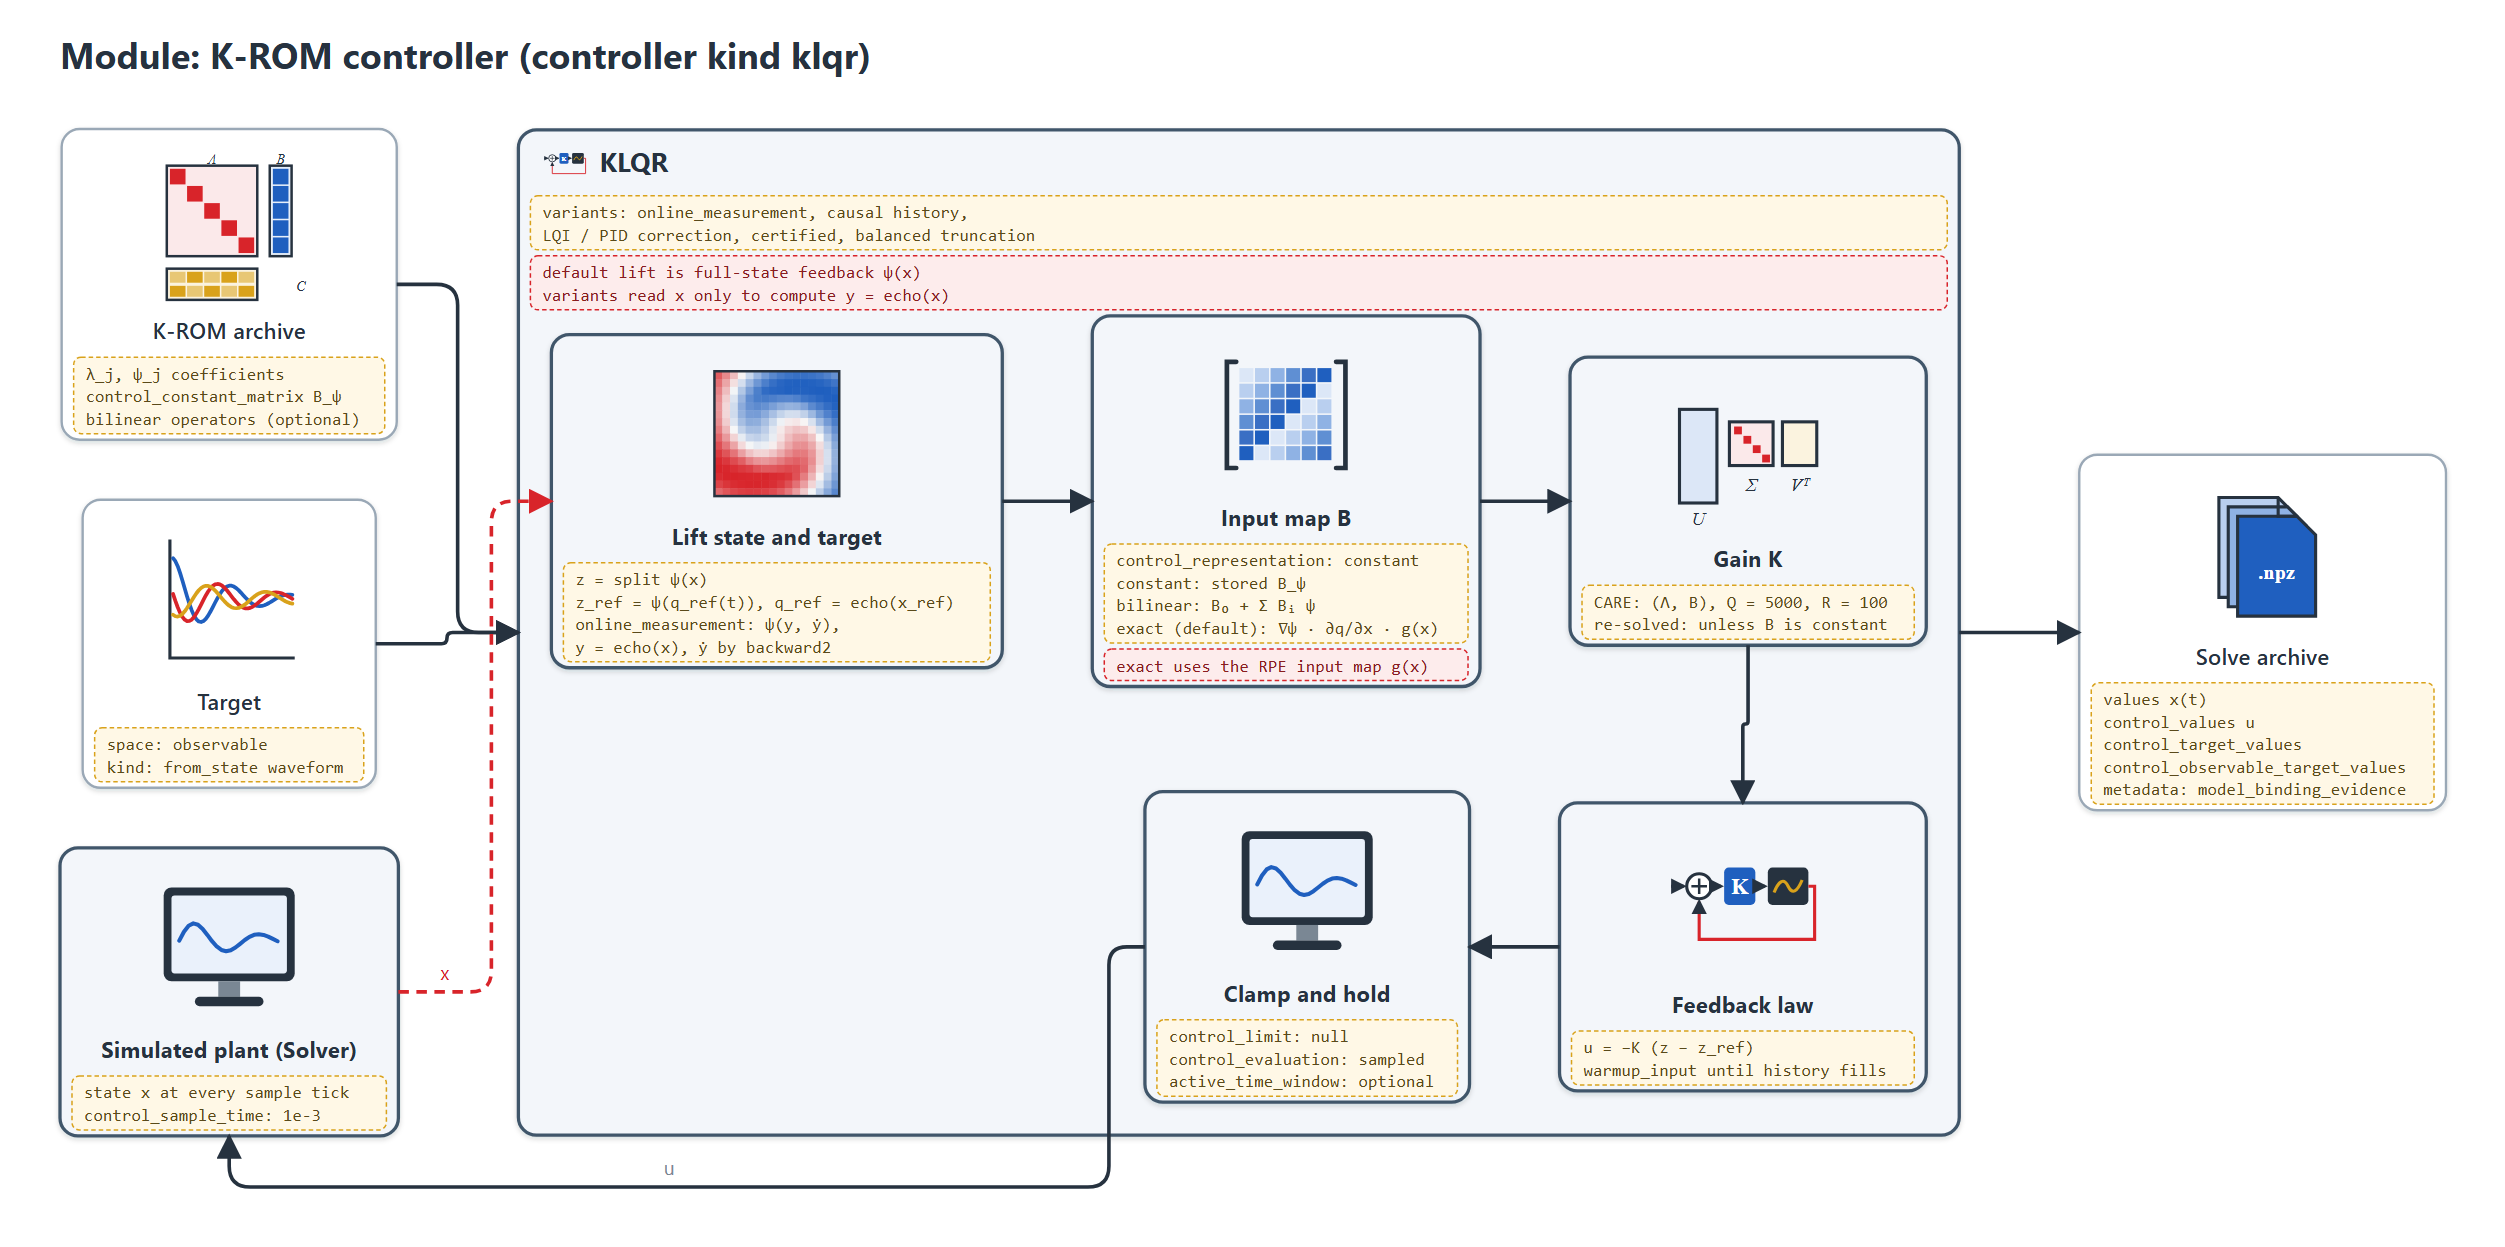 Module: K-ROM controller (controller kind klqr)
Λ
B
C
K-ROM archive
λ_j, ψ_j coefficients
control_constant_matrix B_ψ
bilinear operators (optional)
Target
space: observable
kind: from_state waveform
Simulated plant (Solver)
state x at every sample tick
control_sample_time: 1e-3
x
u
KLQR
variants: online_measurement, causal history,
LQI / PID correction, certified, balanced truncation
default lift is full-state feedback ψ(x)
variants read x only to compute y = echo(x)
Lift state and target
z = split ψ(x)
z_ref = ψ(q_ref(t)), q_ref = echo(x_ref)
online_measurement: ψ(y, ẏ),
y = echo(x), ẏ by backward2
Input map B
control_representation: constant
constant: stored B_ψ
bilinear: B₀ + Σ Bᵢ ψ
exact (default): ∇ψ · ∂q/∂x · g(x)
exact uses the RPE input map g(x)
U
Σ
Vᵀ
Gain K
CARE: (Λ, B), Q = 5000, R = 100
re-solved: unless B is constant
K
Feedback law
u = −K (z − z_ref)
warmup_input until history fills
Clamp and hold
control_limit: null
control_evaluation: sampled
active_time_window: optional
.npz
Solve archive
values x(t)
control_values u
control_target_values
control_observable_target_values
metadata: model_binding_evidence